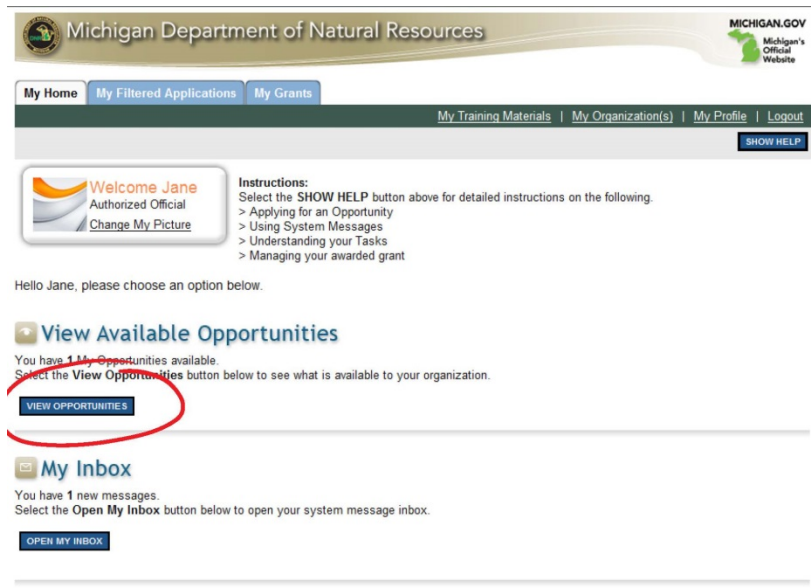 Michigan Department of Natural Resources
MICHIGAN.GOV
Michigan's
Official
Website
My Home My Filtered Applications My Grants
My Training Materials | My Organization(s) | My Profile | Logout
SHOW HELP
Welcome Jane
Authorized Official
Change My Picture
Instructions:
Select the SHOW HELP button above for detailed instructions on the following.
> Applying for an Opportunity
> Using System Messages
> Understanding your Tasks
> Managing your awarded grant
Hello Jane, please choose an option below.
View Available Opportunities
You have 1 My Opportunities available.
Select the View Opportunities button below to see what is available to your organization.
VIEW OPPORTUNITIES
My Inbox
You have 1 new messages.
Select the Open My Inbox button below to open your system message inbox.
OPEN MY INBOX